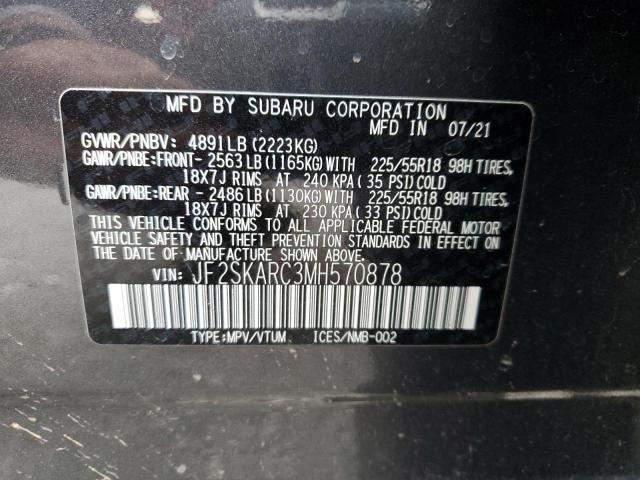 MFD BY SUBARU CORPORATION
MFD IN 07/21
GVWR/PNBV: 4891LB (2223KG)
GAWR/PNBE:FRONT- 2563LB (1165KG)WITH 225/55R18 98H TIRES,
18X7J RIMS AT 240 KPA (35 PSI)COLD
GAWR/PNBE:REAR - 2486LB (1130KG)WITH 225/55R18 98H TIRES,
18X7J RIMS AT 230 KPA (33 PSI)COLD
THIS VEHICLE CONFORMS TO ALL APPLICABLE FEDERAL MOTOR
VEHICLE SAFETY AND THEFT PREVENTION STANDARDS IN EFFECT ON
THE DATE OF MANUFACTURE SHOWN ABOVE.
VIN: JF2SKARC3MH570878
TYPE:MPV/VTUM ICES/NMB-002